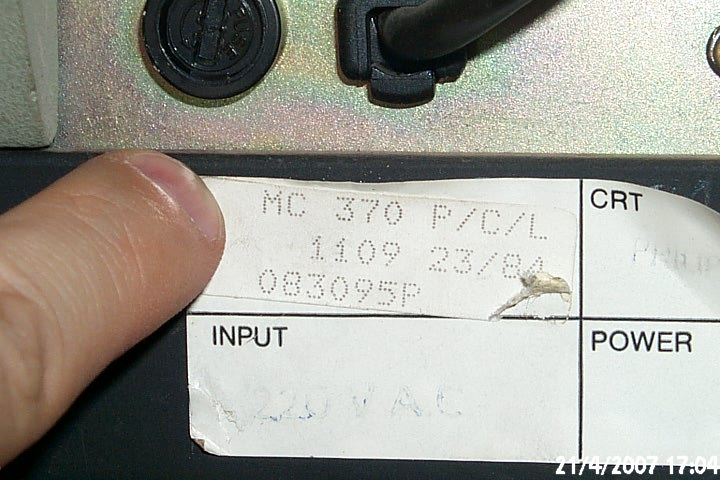 MC 370 P/C/L
1109 23/84
083095P
CRT
INPUT
POWER
220 V A.C
21/4/2007 17:04